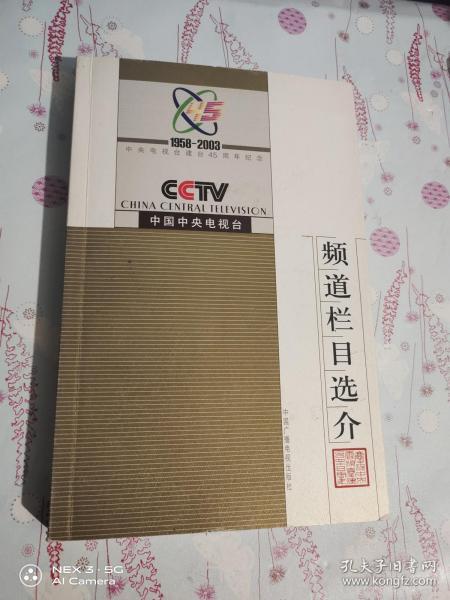 45
1958-2003
中央电视台建台45周年纪念
CCTV
CHINA CENTRAL TELEVISION
中国中央电视台
频道栏目选介
中国广播电视出版社
NEX 3·5G
AI Camera
孔夫子旧书网
www.kongfz.com